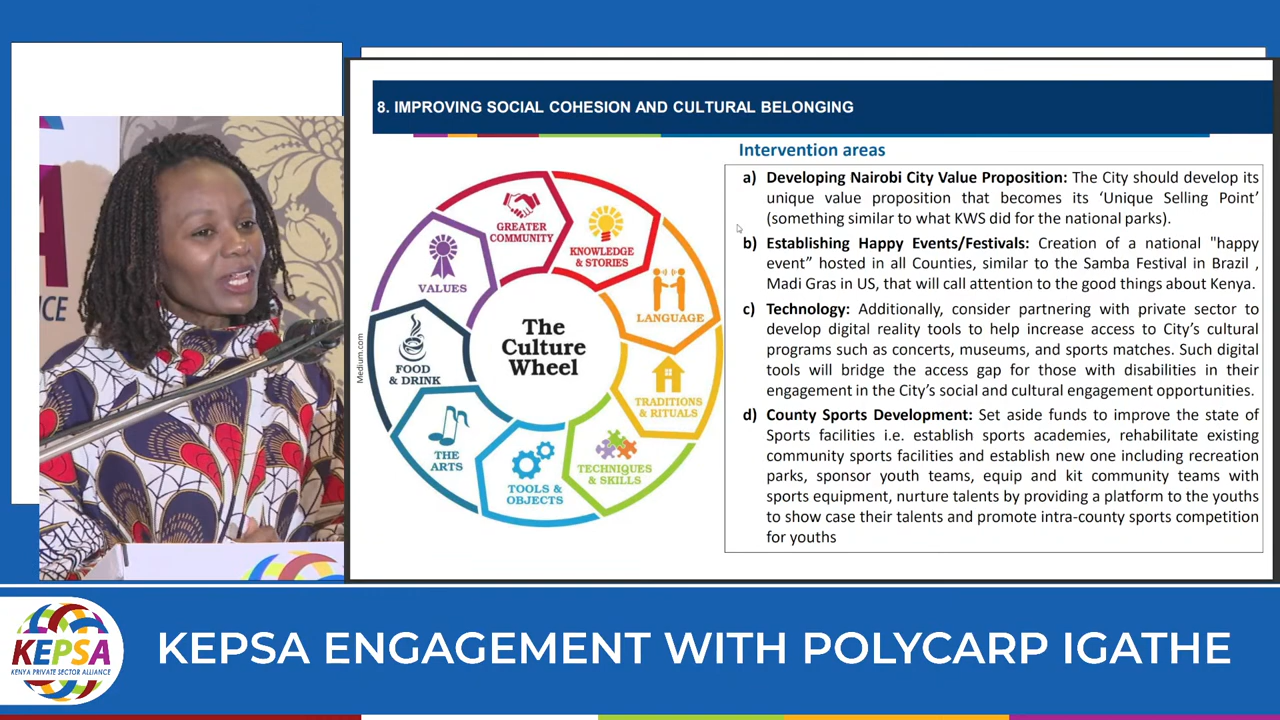 8. IMPROVING SOCIAL COHESION AND CULTURAL BELONGING
Intervention areas
a) Developing Nairobi City Value Proposition: The City should develop its
unique value proposition that becomes its ‘Unique Selling Point’
(something similar to what KWS did for the national parks).
b) Establishing Happy Events/Festivals: Creation of a national "happy
event” hosted in all Counties, similar to the Samba Festival in Brazil ,
Madi Gras in US, that will call attention to the good things about Kenya.
c) Technology: Additionally, consider partnering with private sector to
develop digital reality tools to help increase access to City’s cultural
programs such as concerts, museums, and sports matches. Such digital
tools will bridge the access gap for those with disabilities in their
engagement in the City’s social and cultural engagement opportunities.
d) County Sports Development: Set aside funds to improve the state of
Sports facilities i.e. establish sports academies, rehabilitate existing
community sports facilities and establish new one including recreation
parks, sponsor youth teams, equip and kit community teams with
sports equipment, nurture talents by providing a platform to the youths
to show case their talents and promote intra-county sports competition
for youths
The
Culture
Wheel
GREATER
COMMUNITY
KNOWLEDGE
& STORIES
LANGUAGE
TRADITIONS
& RITUALS
TECHNIQUES
& SKILLS
TOOLS &
OBJECTS
THE
ARTS
FOOD
& DRINK
VALUES
Medium.com
KEPSA
KENYA PRIVATE SECTOR ALLIANCE
KEPSA ENGAGEMENT WITH POLYCARP IGATHE